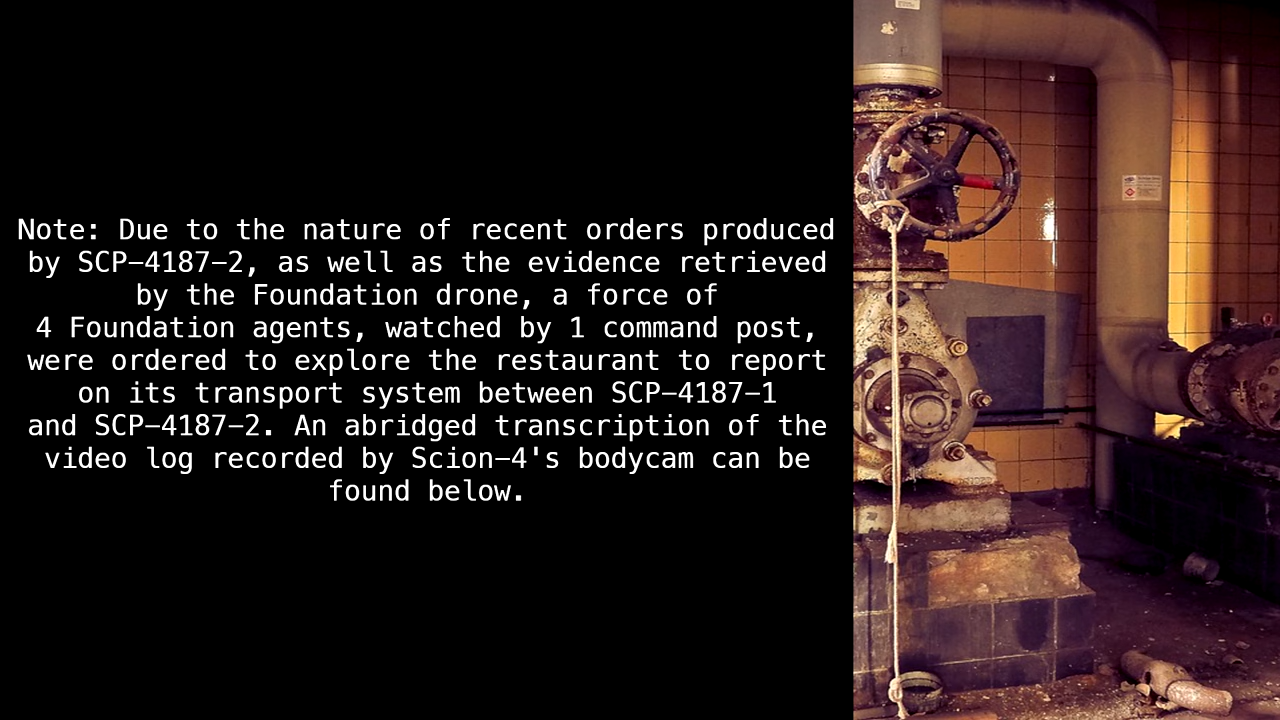 Note: Due to the nature of recent orders produced
by SCP–4187–2, as well as the evidence retrieved
by the Foundation drone, a force of
4 Foundation agents, watched by 1 command post,
were ordered to explore the restaurant to report
on its transport system between SCP–4187–1
and SCP–4187–2. An abridged transcription of the
video log recorded by Scion–4's bodycam can be
found below.